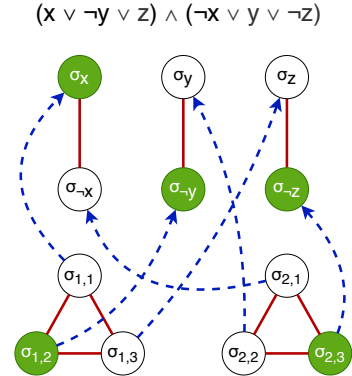 (x ∨ ¬y ∨ z) ∧ (¬x ∨ y ∨ ¬z)
σx σy σz
σ¬x σ¬y σ¬z
σ1,1 σ2,1
σ1,2 σ1,3 σ2,2 σ2,3